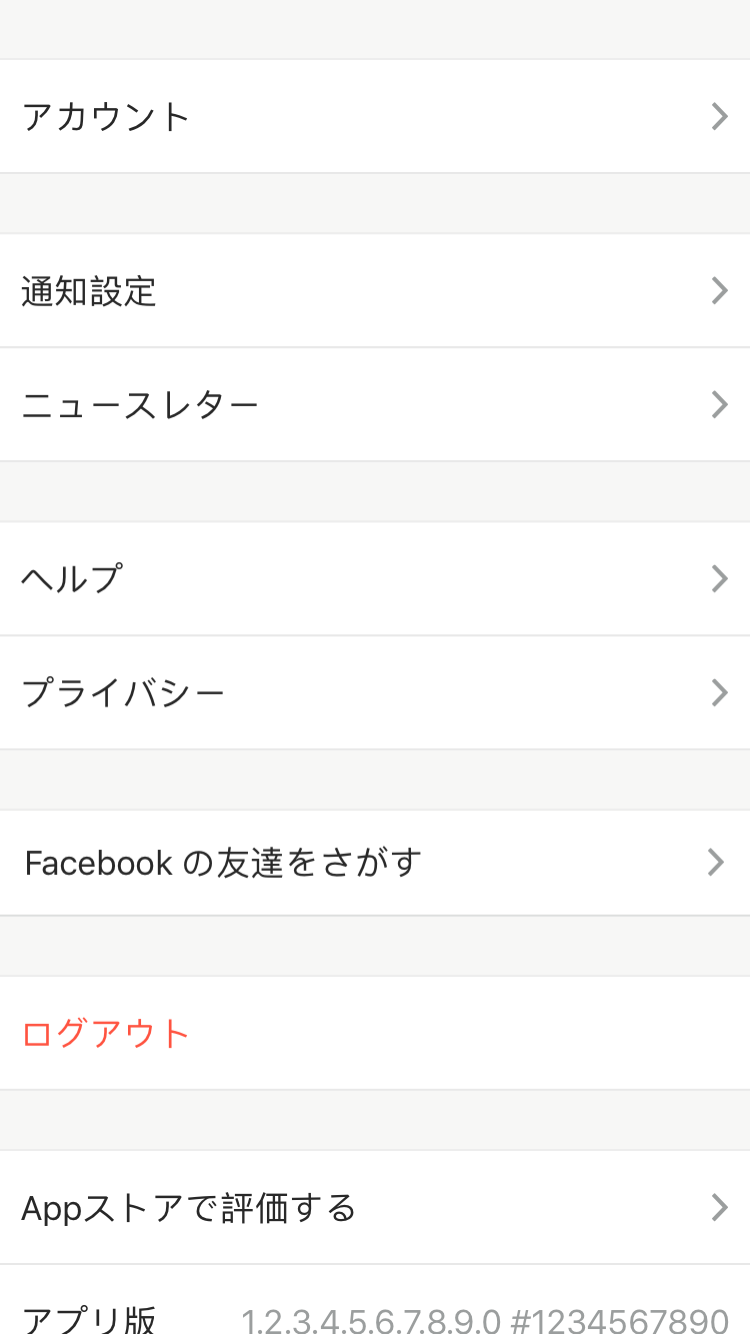 アカウント
通知設定
ニュースレター
ヘルプ
プライバシー
Facebook の友達をさがす
ログアウト
Appストアで評価する
アプリ版 1.2.3.4.5.6.7.8.9.0 #1234567890